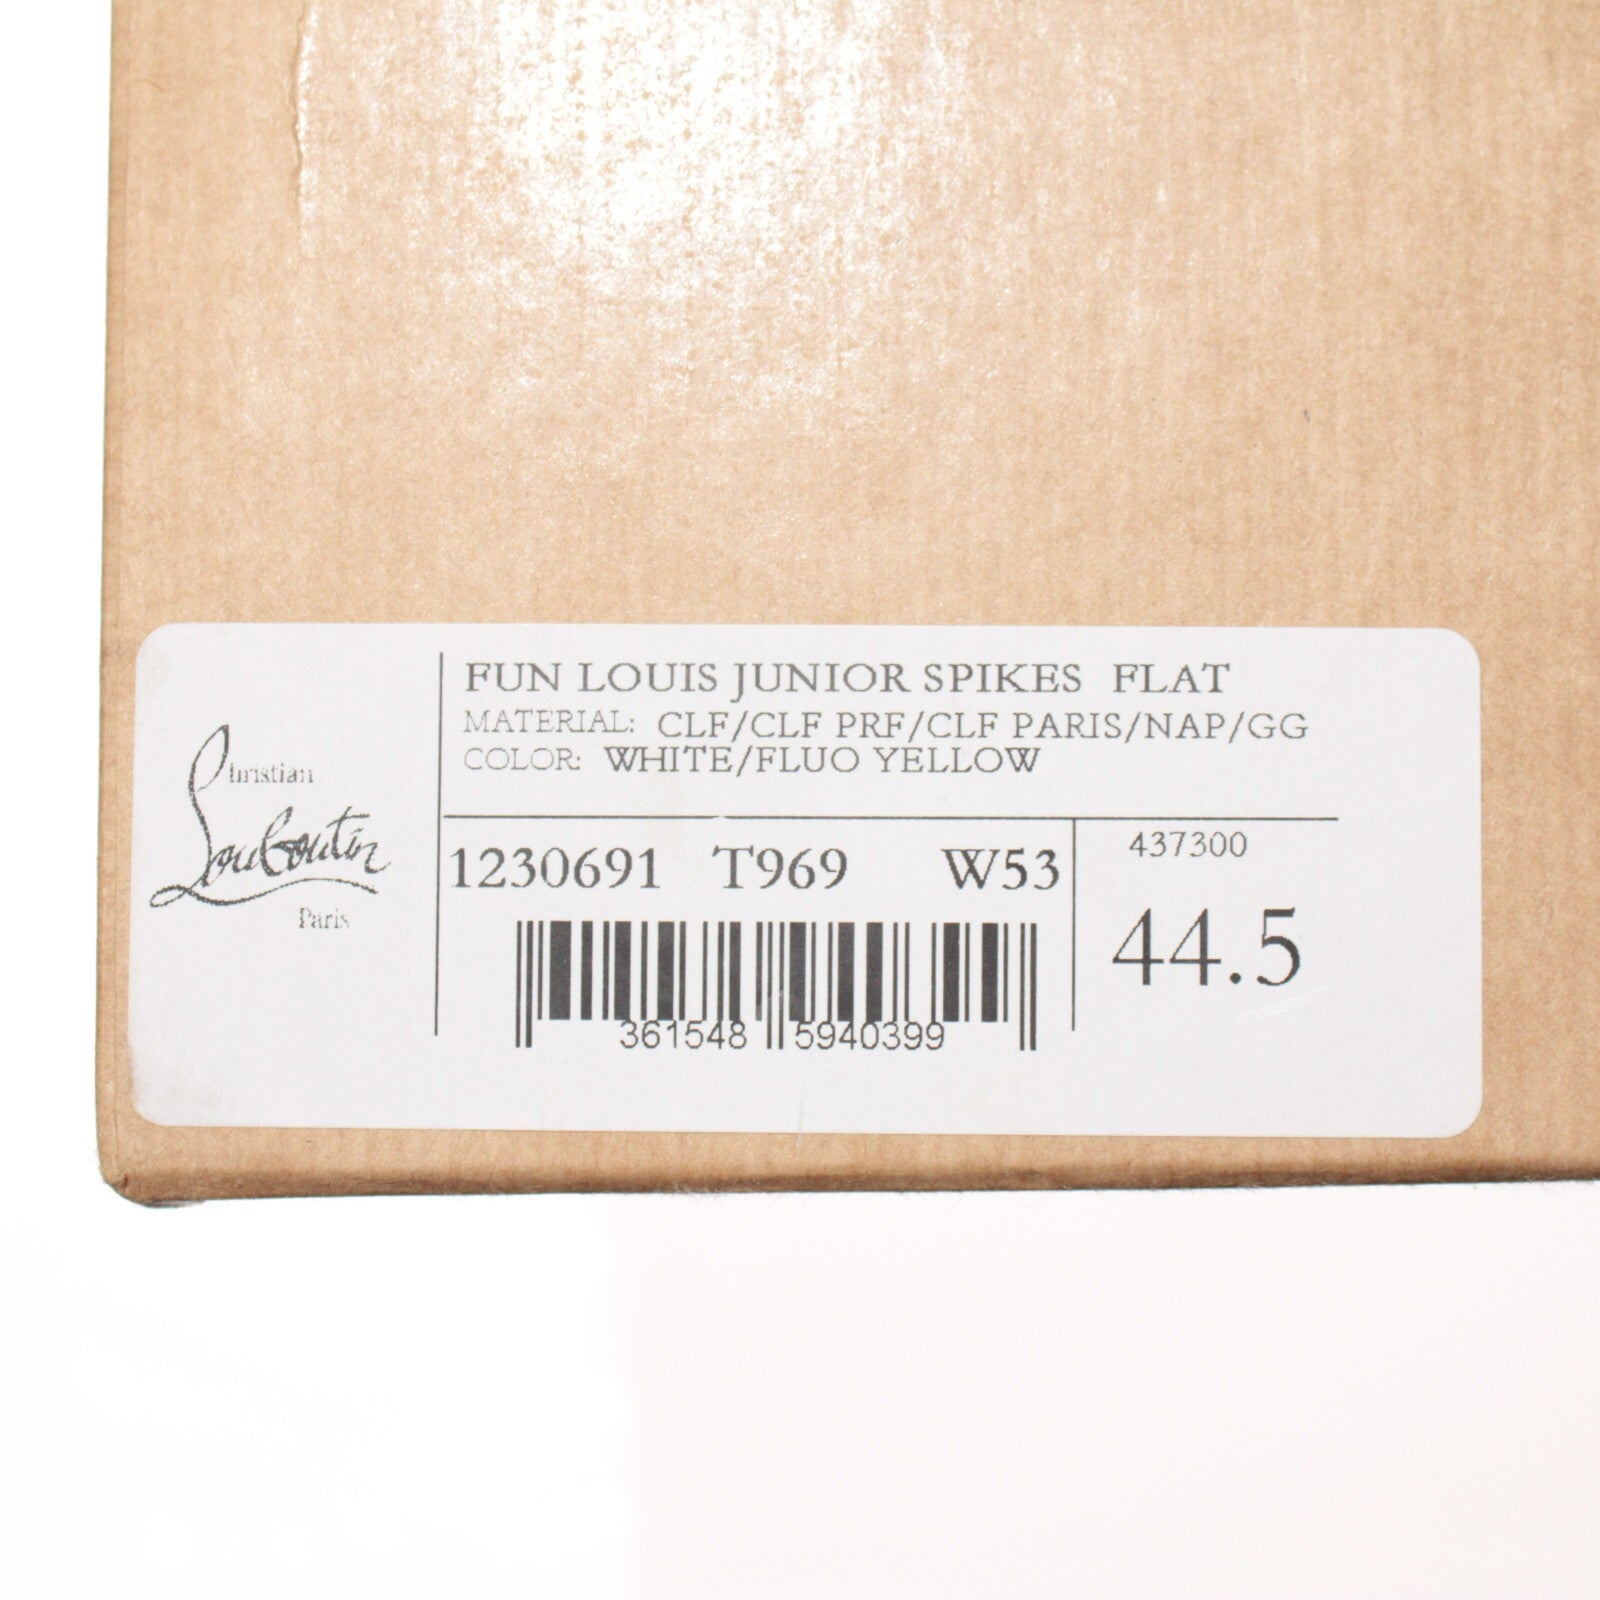 Christian
Louboutin
Paris
FUN LOUIS JUNIOR SPIKES FLAT
MATERIAL: CLF/CLF PRF/CLF PARIS/NAP/GG
COLOR: WHITE/FLUO YELLOW
1230691 T969 W53
437300
44.5
361548 5940399